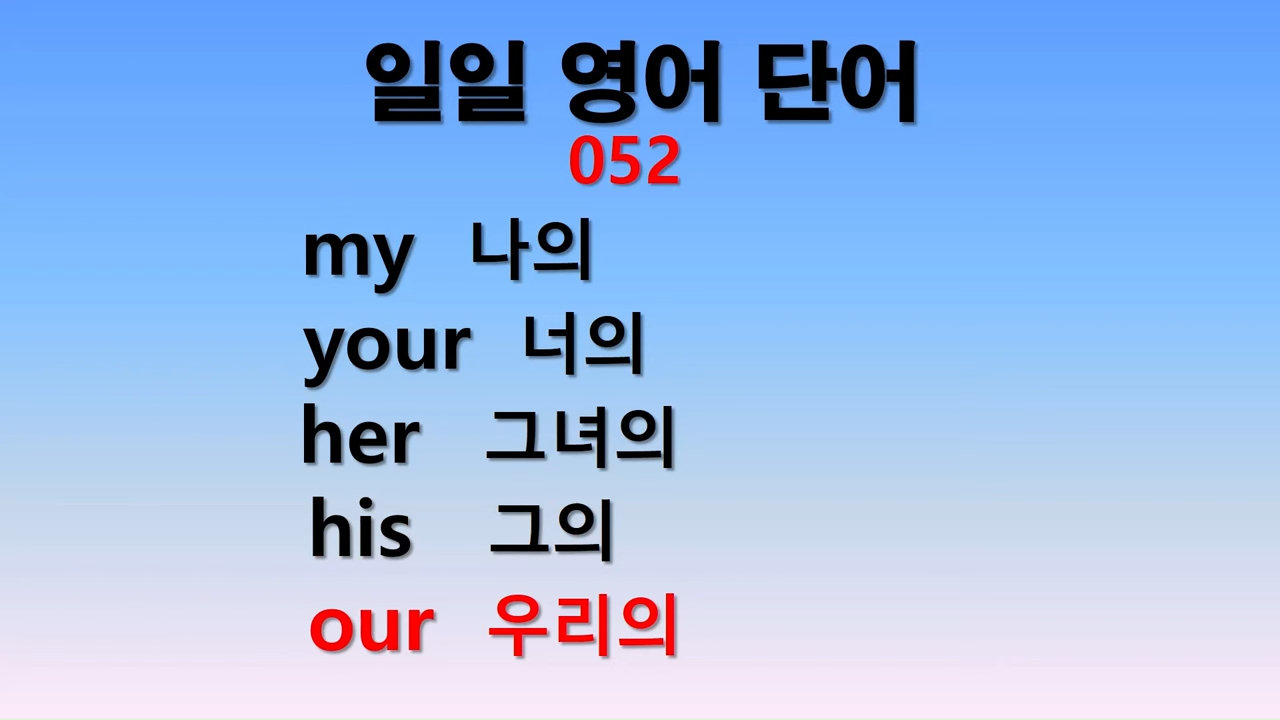 일일 영어 단어
052
my 나의
your 너의
her 그녀의
his 그의
our 우리의